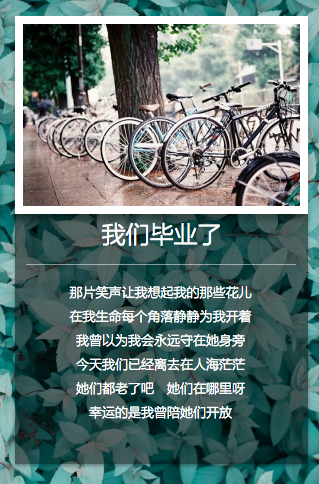 我们毕业了
那片笑声让我想起我的那些花儿
在我生命每个角落静静为我开着
我曾以为我会永远守在她身旁
今天我们已经离去在人海茫茫
她们都老了吧　她们在哪里呀
幸运的是我曾陪她们开放